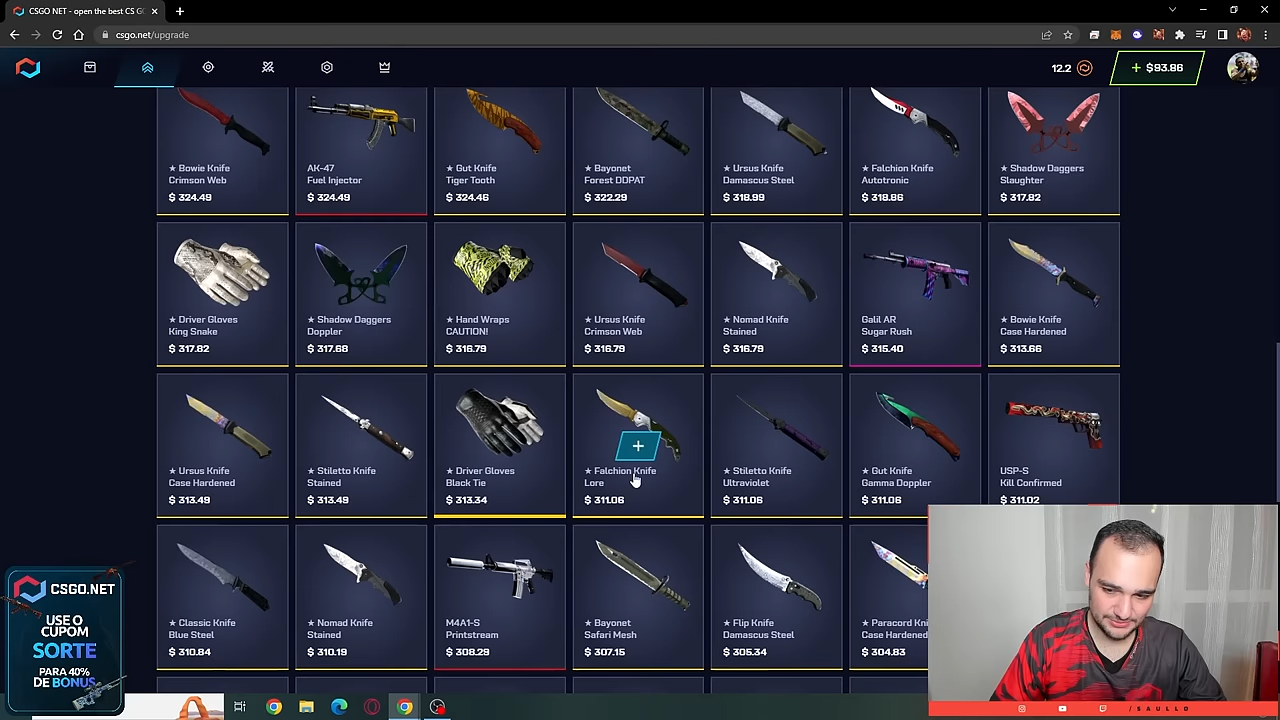 CSGO NET - open the best CS GO
csgo.net/upgrade
12.2
+ $93.86
★ Bowie Knife
Crimson Web
$ 324.49
AK-47
Fuel Injector
$ 324.49
★ Gut Knife
Tiger Tooth
$ 324.46
★ Bayonet
Forest DDPAT
$ 322.29
★ Ursus Knife
Damascus Steel
$ 318.99
★ Falchion Knife
Autotronic
$ 318.86
★ Shadow Daggers
Slaughter
$ 317.82
★ Driver Gloves
King Snake
$ 317.82
★ Shadow Daggers
Doppler
$ 317.68
★ Hand Wraps
CAUTION!
$ 316.79
★ Ursus Knife
Crimson Web
$ 316.79
★ Nomad Knife
Stained
$ 316.79
Galil AR
Sugar Rush
$ 315.40
★ Bowie Knife
Case Hardened
$ 313.66
★ Ursus Knife
Case Hardened
$ 313.49
★ Stiletto Knife
Stained
$ 313.49
★ Driver Gloves
Black Tie
$ 313.34
★ Falchion Knife
Lore
$ 311.06
★ Stiletto Knife
Ultraviolet
$ 311.06
★ Gut Knife
Gamma Doppler
$ 311.06
USP-S
Kill Confirmed
$ 311.02
★ Classic Knife
Blue Steel
$ 310.84
★ Nomad Knife
Stained
$ 310.19
M4A1-S
Printstream
$ 308.29
★ Bayonet
Safari Mesh
$ 307.15
★ Flip Knife
Damascus Steel
$ 305.34
★ Paracord Kni
Case Hardened
$ 304.83
CSGO.NET
USE O
CUPOM
SORTE
PARA 40%
DE BONUS
/ SAULLO